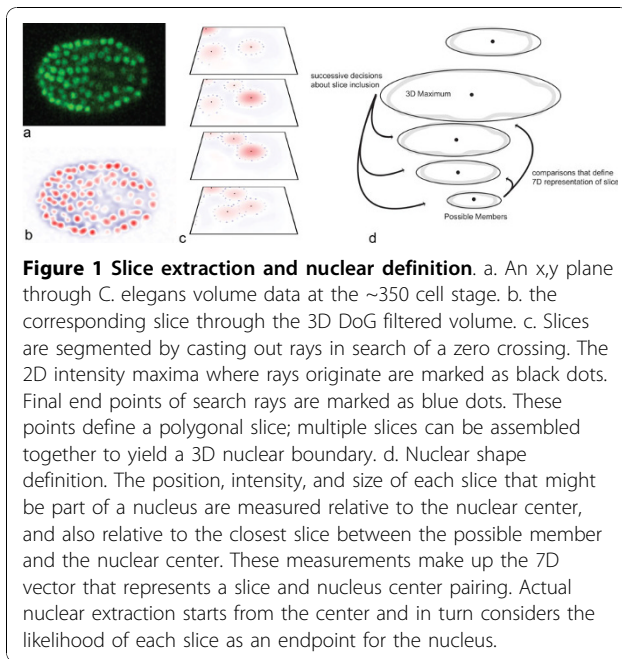 a
b
c
d
successive decisions
about slice inclusion
3D Maximum
comparisons that define
7D representation of slice
Possible Members
Figure 1 Slice extraction and nuclear definition. a. An x,y plane
through C. elegans volume data at the ~350 cell stage. b. the
corresponding slice through the 3D DoG filtered volume. c. Slices
are segmented by casting out rays in search of a zero crossing. The
2D intensity maxima where rays originate are marked as black dots.
Final end points of search rays are marked as blue dots. These
points define a polygonal slice; multiple slices can be assembled
together to yield a 3D nuclear boundary. d. Nuclear shape
definition. The position, intensity, and size of each slice that might
be part of a nucleus are measured relative to the nuclear center,
and also relative to the closest slice between the possible member
and the nuclear center. These measurements make up the 7D
vector that represents a slice and nucleus center pairing. Actual
nuclear extraction starts from the center and in turn considers the
likelihood of each slice as an endpoint for the nucleus.